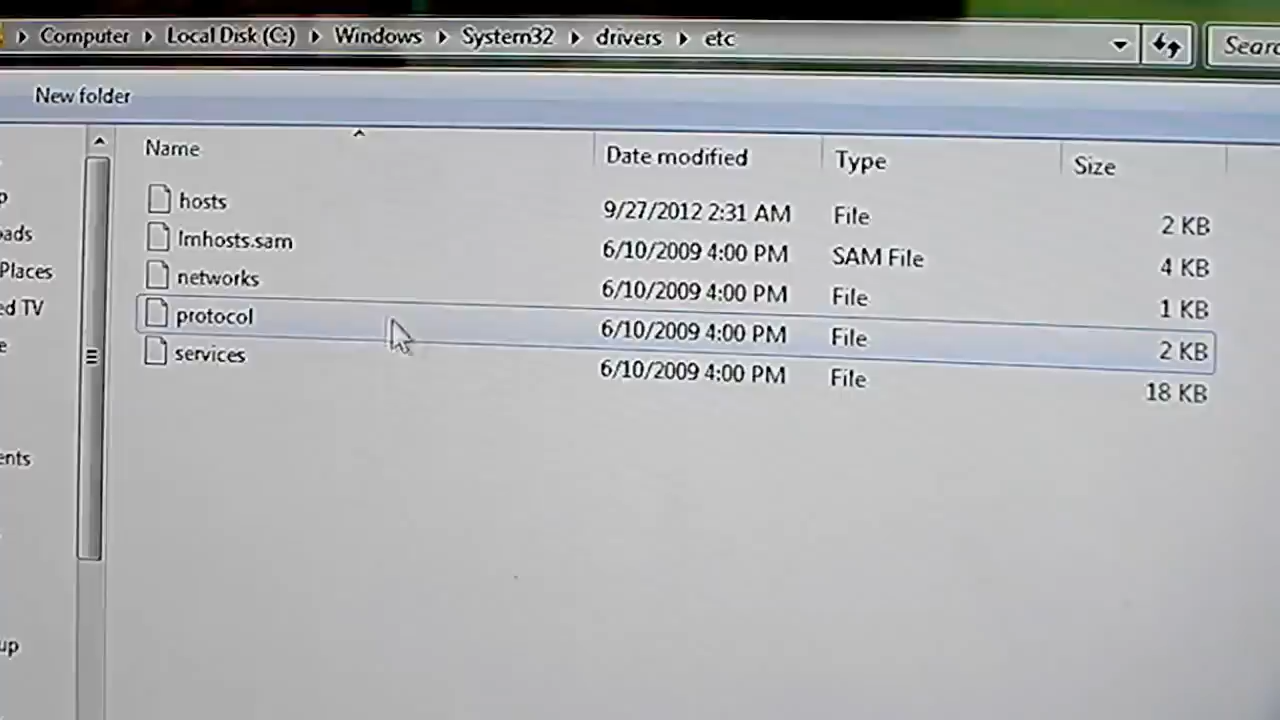 Computer Local Disk (C:) Windows System32 drivers etc
New folder
Name Date modified Type Size
hosts 9/27/2012 2:31 AM File 2 KB
lmhosts.sam 6/10/2009 4:00 PM SAM File 4 KB
networks 6/10/2009 4:00 PM File 1 KB
protocol 6/10/2009 4:00 PM File 2 KB
services 6/10/2009 4:00 PM File 18 KB
Places
TV